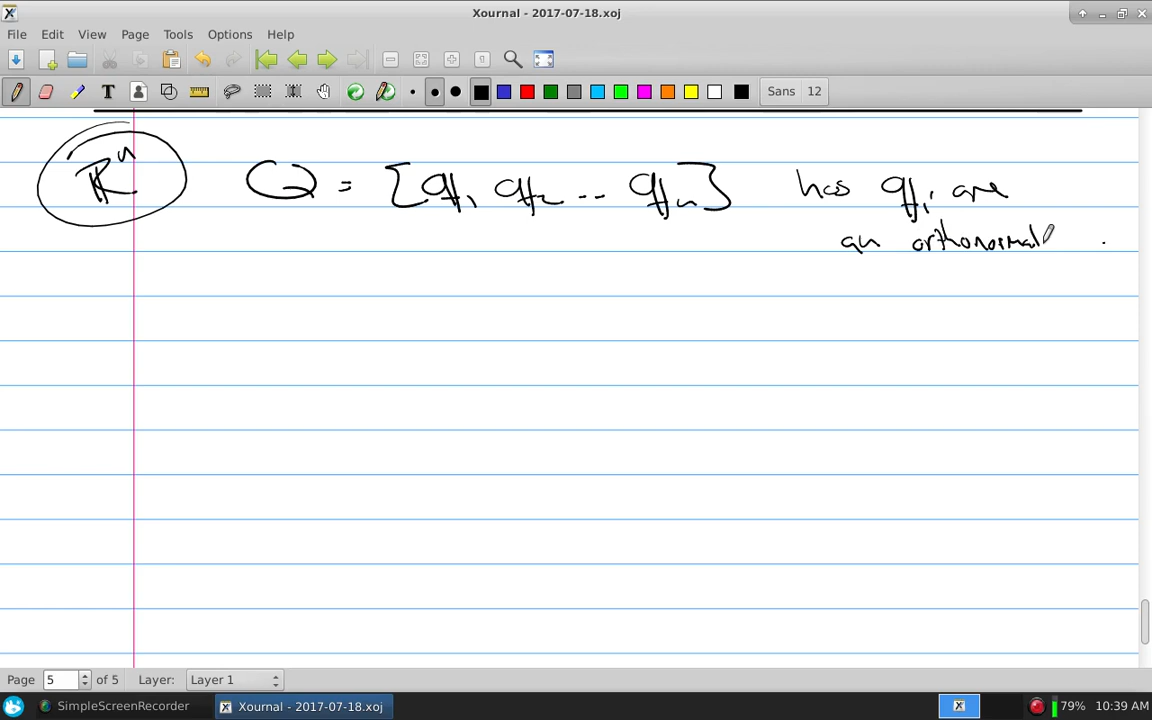 Xournal - 2017-07-18.xoj
File Edit View Page Tools Options Help
Sans 12
ℝⁿ Q = [q₁ q₂ ... qₙ] has qᵢ are
an orthonormal
Page 5 of 5 Layer: Layer 1
SimpleScreenRecorder Xournal - 2017-07-18.xoj 79% 10:39 AM